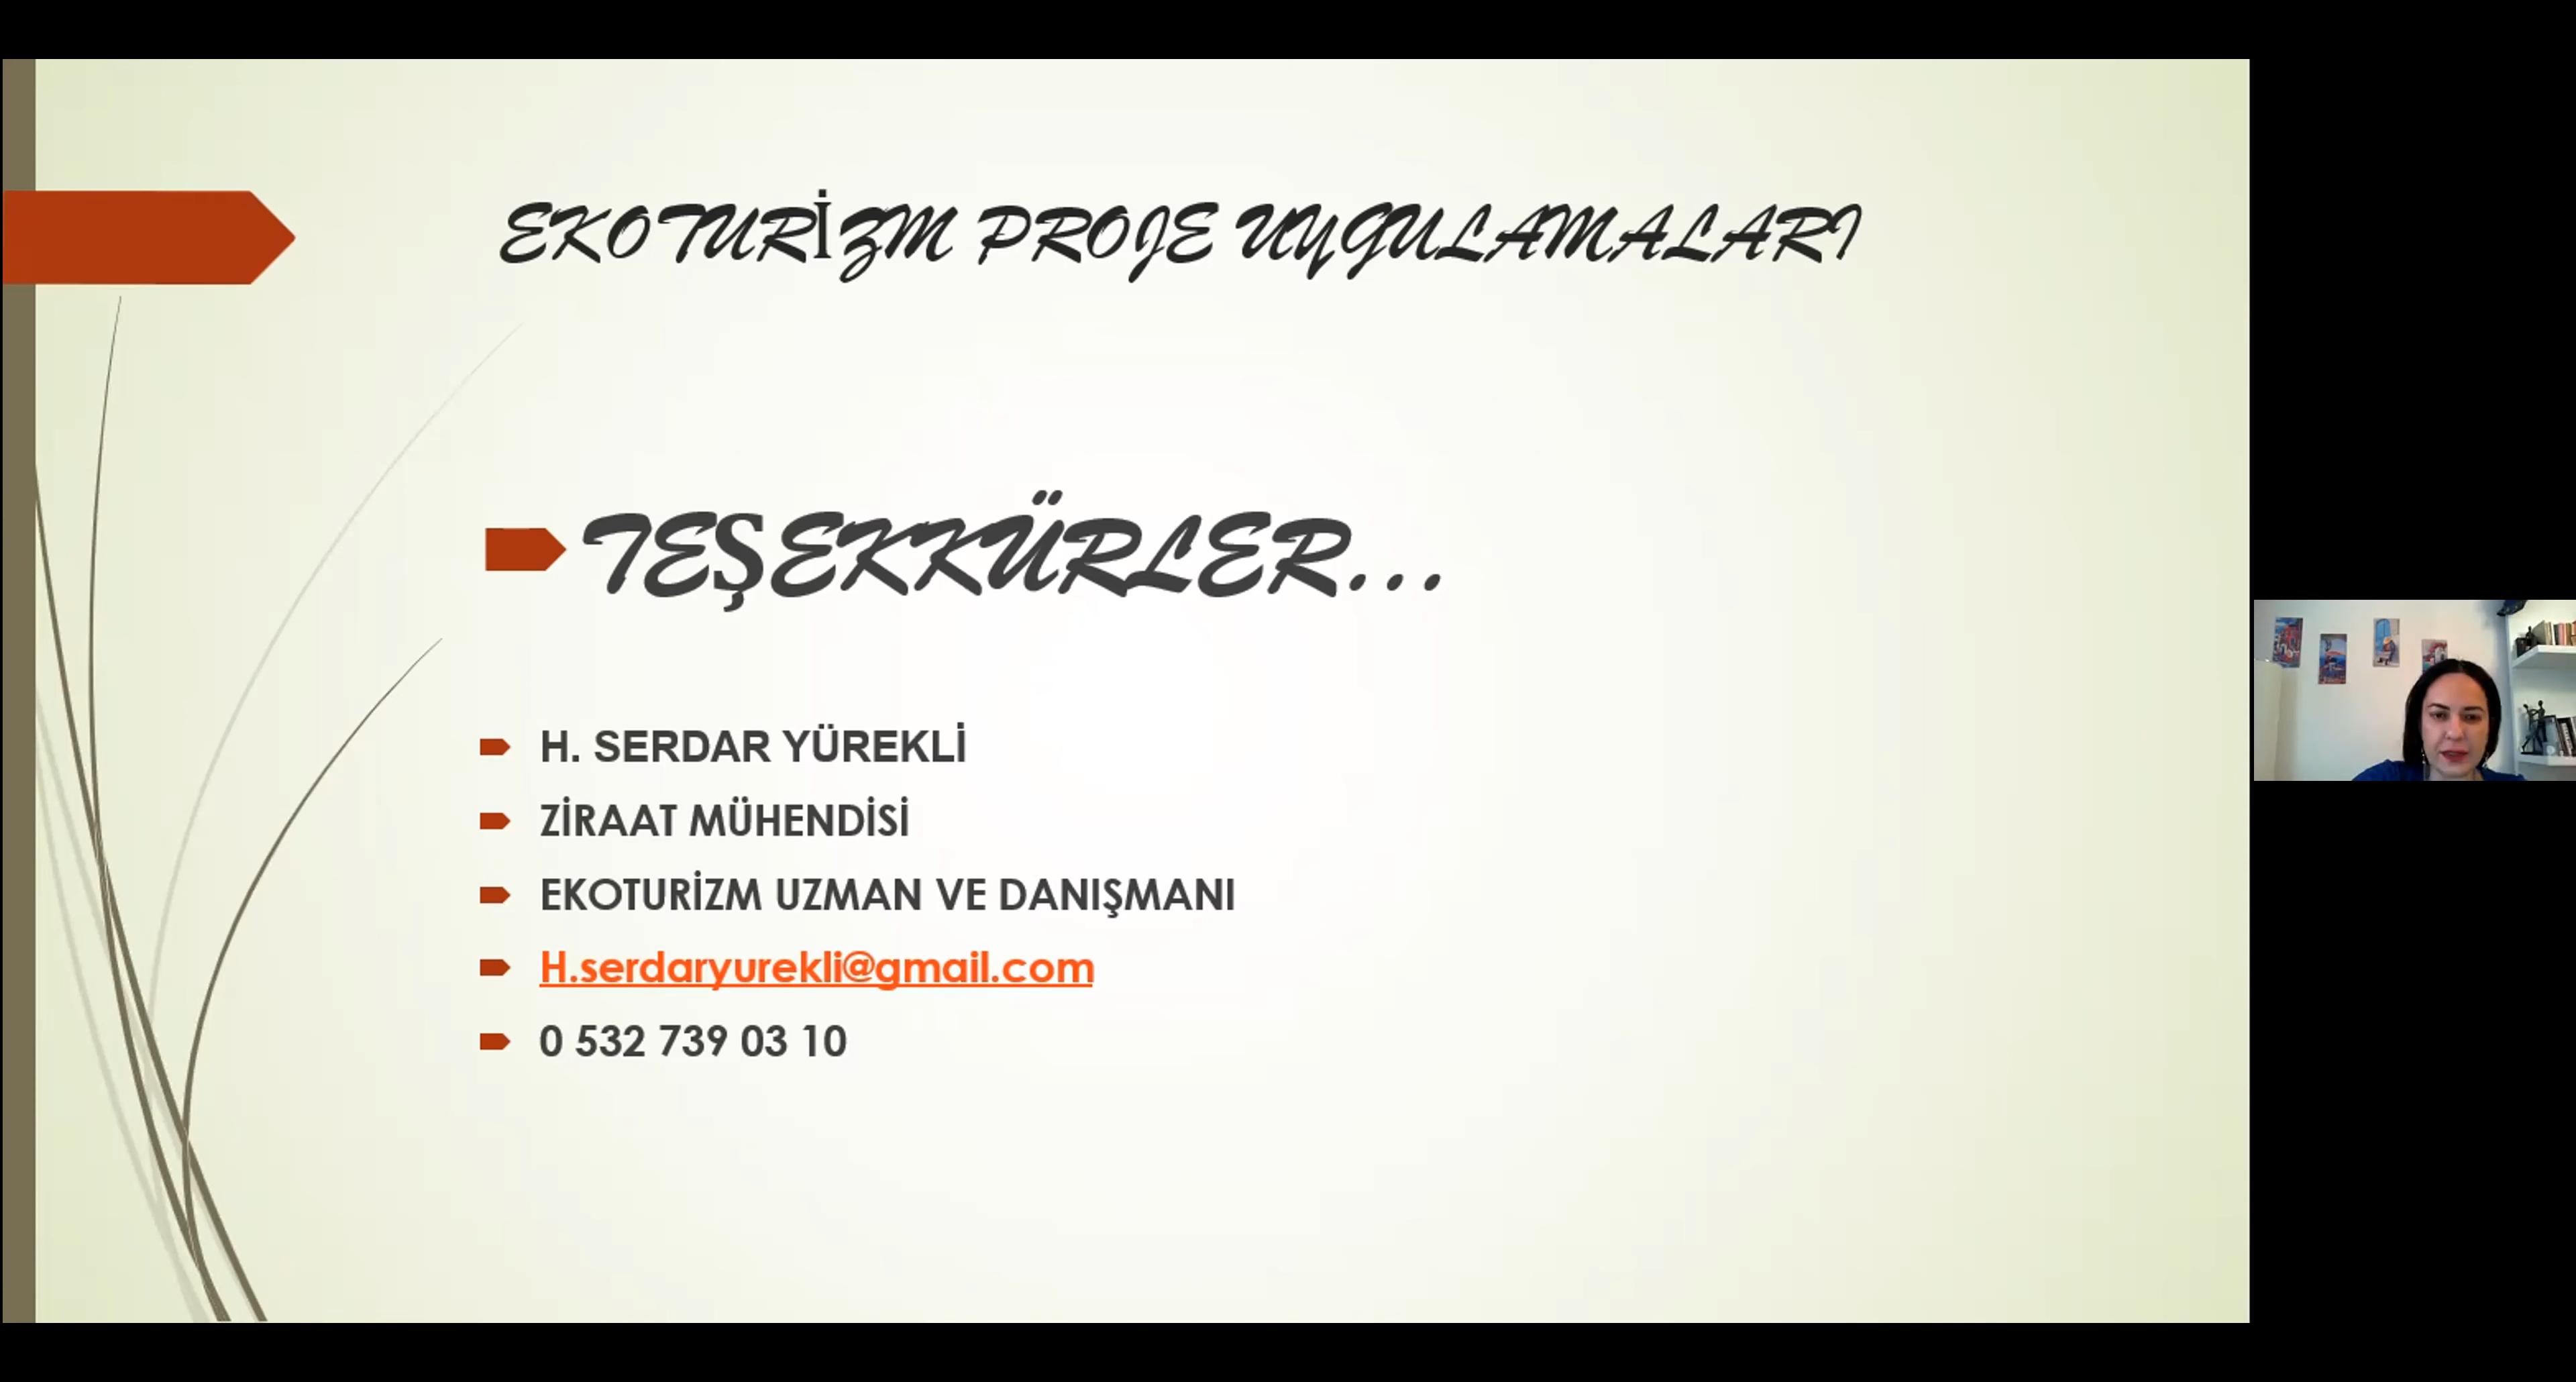 EKOTURİZM PROJE UYGULAMALARI
TEŞEKKÜRLER...
H. SERDAR YÜREKLİ
ZİRAAT MÜHENDİSİ
EKOTURİZM UZMAN VE DANIŞMANI
H.serdaryurekli@gmail.com
0 532 739 03 10